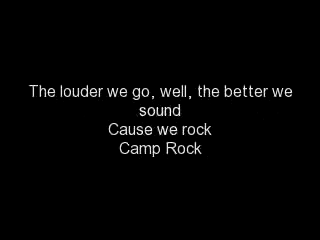 The louder we go, well, the better we
sound
Cause we rock
Camp Rock